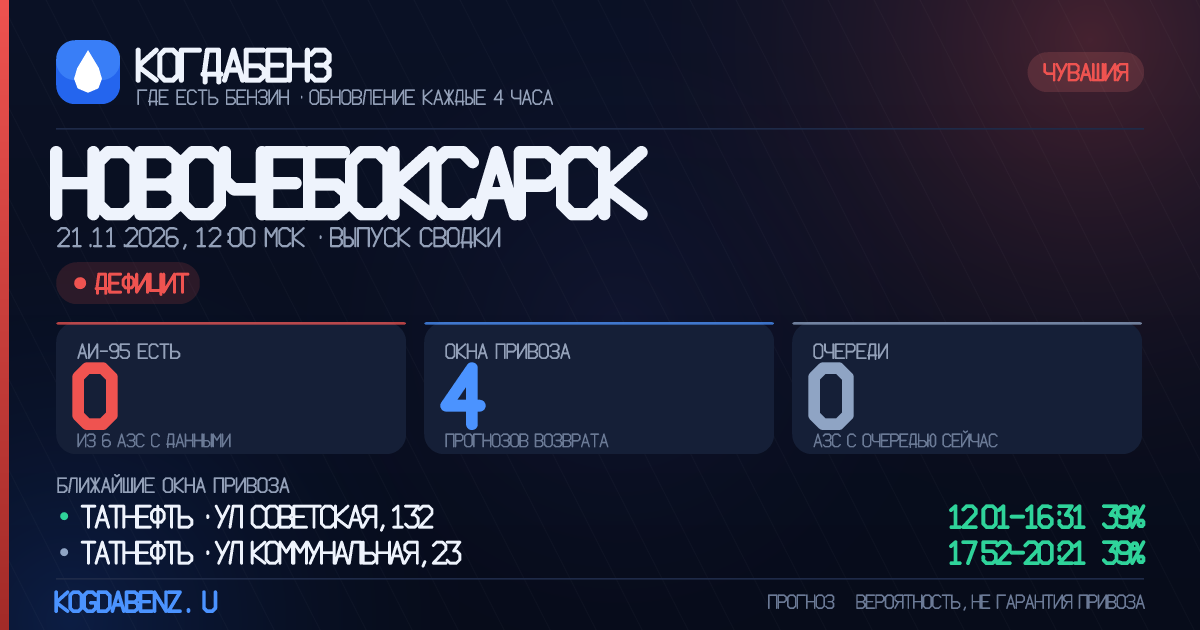 КОГДАБЕНЗ
ГДЕ ЕСТЬ БЕНЗИН · ОБНОВЛЕНИЕ КАЖДЫЕ 4 ЧАСА
ЧУВАШИЯ
НОВОЧЕБОКСАРСК
21.11.2026, 12:00 МСК · ВЫПУСК СВОДКИ
ДЕФИЦИТ
АИ-95 ЕСТЬ
0
ИЗ 6 АЗС С ДАННЫМИ
ОКНА ПРИВОЗА
4
ПРОГНОЗОВ ВОЗВРАТА
ОЧЕРЕДИ
0
АЗС С ОЧЕРЕДЬЮ СЕЙЧАС
БЛИЖАЙШИЕ ОКНА ПРИВОЗА
• ТАТНЕФТЬ · УЛ СОВЕТСКАЯ, 132 12:01–16:31 39%
• ТАТНЕФТЬ · УЛ КОММУНАЛЬНАЯ, 23 17:52–20:21 39%
KOGDABENZ. U
ПРОГНОЗ ВЕРОЯТНОСТЬ, НЕ ГАРАНТИЯ ПРИВОЗА